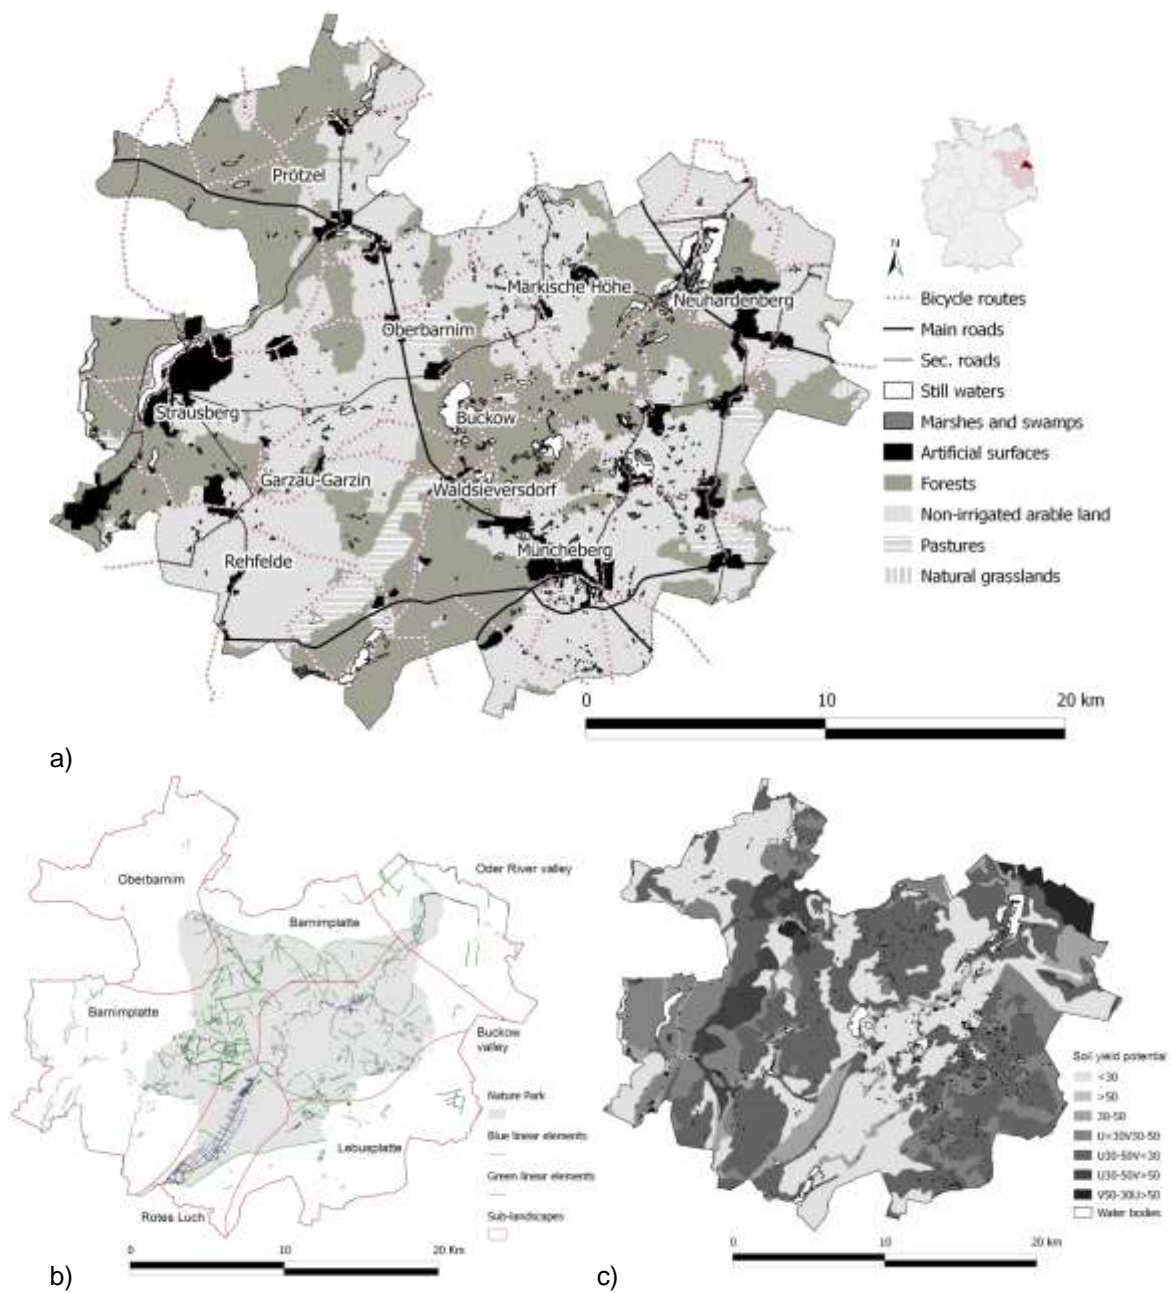 Prötzel
Märkische Höhe
Neuhardenberg
Oberbarnim
Strausberg
Buckow
Garzau-Garzin
Waldsieversdorf
Müncheberg
Rehfelde
N
Bicycle routes
Main roads
Sec. roads
Still waters
Marshes and swamps
Artificial surfaces
Forests
Non-irrigated arable land
Pastures
Natural grasslands
0 10 20 km
a)
Oberbarnim
Oder River valley
Barnimplatte
Barnimplatte
Buckow
valley
Nature Park
Blue linear elements
Green linear elements
Sub-landscapes
Lebusplatte
Rotes Luch
0 10 20 Km
b)
Soil yield potential
<30
>50
30-50
U<30V30-50
U30-50V<30
U30-50V>50
V50-30U>50
Water bodies
0 10 20 km
c)